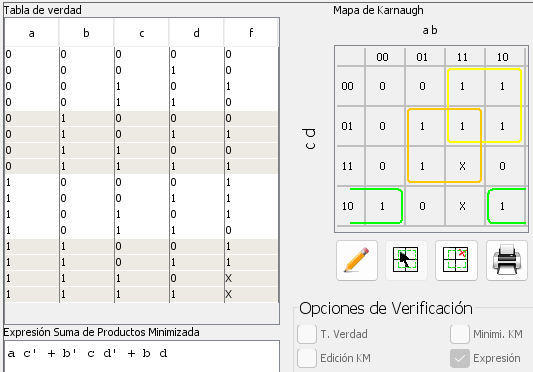 Tabla de verdad
a b c d f
0 0 0 0 0
0 0 0 1 0
0 0 1 0 1
0 0 1 1 0
0 1 0 0 0
0 1 0 1 1
0 1 1 0 0
0 1 1 1 1
1 0 0 0 1
1 0 0 1 1
1 0 1 0 1
1 0 1 1 0
1 1 0 0 1
1 1 0 1 1
1 1 1 0 X
1 1 1 1 X
Expresión Suma de Productos Minimizada
a c' + b' c d' + b d
Mapa de Karnaugh
a b
c d
00 01 11 10
00 0 0 1 1
01 0 1 1 1
11 0 1 X 0
10 1 0 X 1
Opciones de Verificación
T. Verdad Minimi. KM
Edición KM Expresión